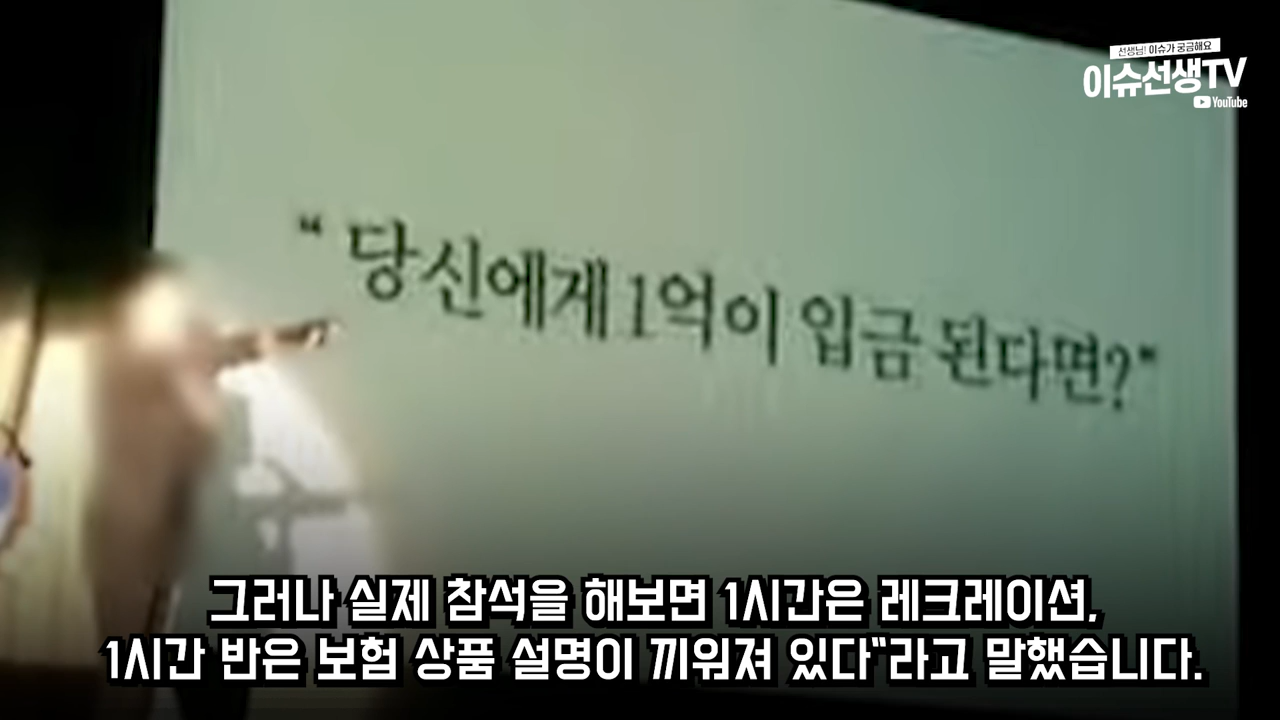 선생님! 이슈가 궁금해요
이슈선생TV
YouTube
“ 당신에게 1억이 입금 된다면?”
그러나 실제 참석을 해보면 1시간은 레크레이션,
1시간 반은 보험 상품 설명이 끼워져 있다"라고 말했습니다.